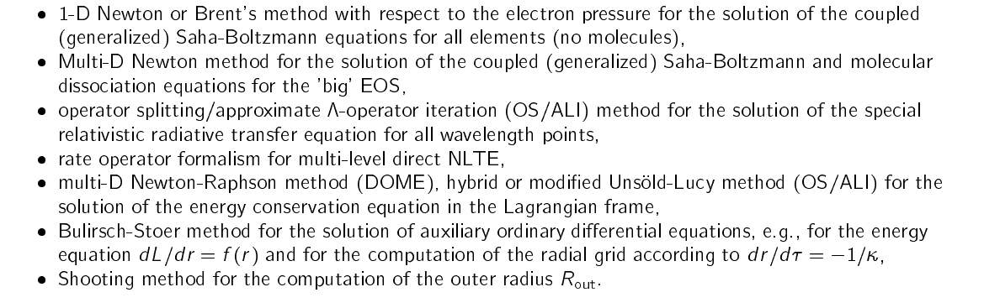 • 1-D Newton or Brent's method with respect to the electron pressure for the solution of the coupled
(generalized) Saha-Boltzmann equations for all elements (no molecules),
• Multi-D Newton method for the solution of the coupled (generalized) Saha-Boltzmann and molecular
dissociation equations for the 'big' EOS,
• operator splitting/approximate Λ-operator iteration (OS/ALI) method for the solution of the special
relativistic radiative transfer equation for all wavelength points,
• rate operator formalism for multi-level direct NLTE,
• multi-D Newton-Raphson method (DOME), hybrid or modified Unsöld-Lucy method (OS/ALI) for the
solution of the energy conservation equation in the Lagrangian frame,
• Bulirsch-Stoer method for the solution of auxiliary ordinary differential equations, e.g., for the energy
equation dL/dr = f(r) and for the computation of the radial grid according to dr/dτ = −1/κ,
• Shooting method for the computation of the outer radius R_out.